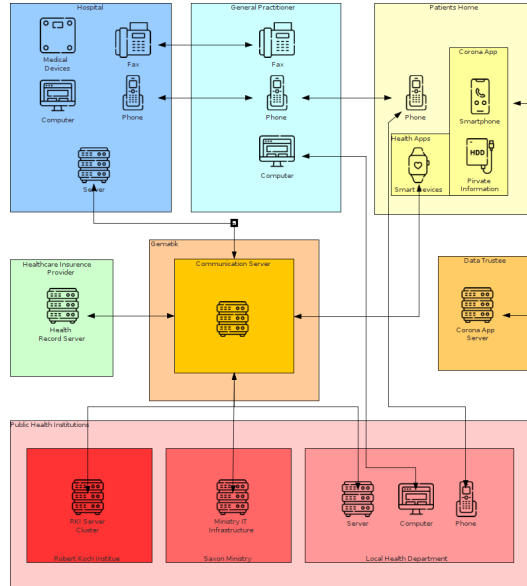 Hospital
General Practitioner
Patients Home
Corona App
Medical
Devices
Fax
Fax
Computer
Phone
Phone
Phone
Smartphone
Computer
Health Apps
Server
Smart Devices
Pirvate
Information
Gematik
Healthcare Insurence
Provider
Communication Server
Data Trustee
Health
Record Server
Corona App
Server
Public Health Institutions
RKI Server
Cluster
Ministry IT
Infrastructure
Server
Computer
Phone
Robert Koch Institue
Saxon Ministry
Local Health Department